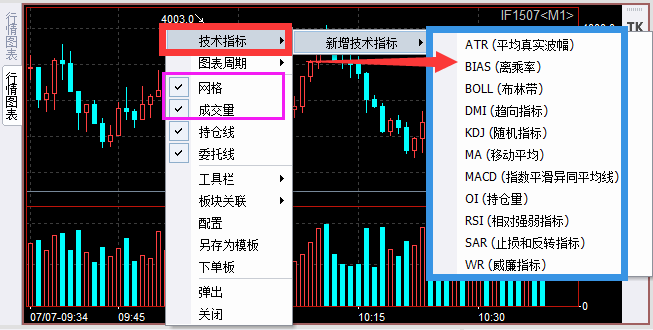 行情图表
行情图表
4003.0
IF1507<M1>
TK
技术指标
新增技术指标
图表周期
网格
成交量
持仓线
委托线
工具栏
板块关联
配置
另存为模板
下单板
弹出
关闭
ATR (平均真实波幅)
BIAS (离乘率)
BOLL (布林带)
DMI (趋向指标)
KDJ (随机指标)
MA (移动平均)
MACD (指数平滑异同平均线)
OI (持仓量)
RSI (相对强弱指标)
SAR (止损和反转指标)
WR (威廉指标)
0
07/07-09:34
09:45
10:15
10:30